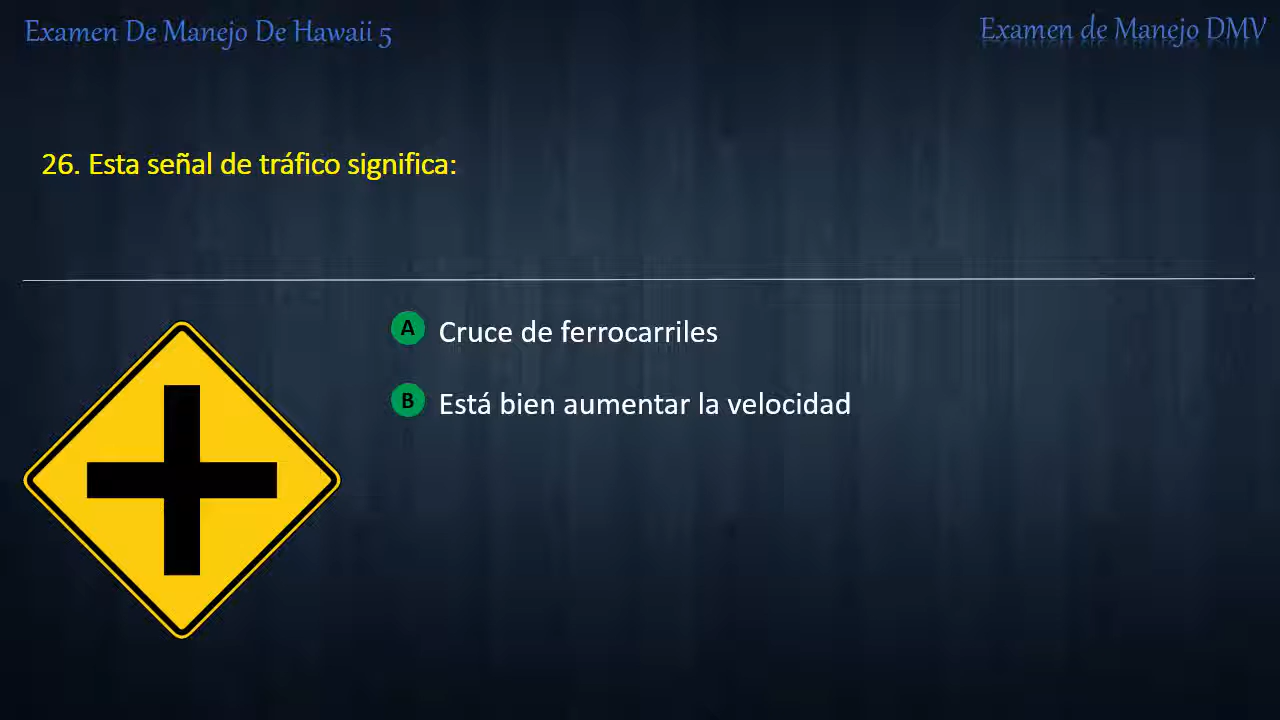 Examen De Manejo De Hawaii 5
Examen de Manejo DMV
26. Esta señal de tráfico significa:
A Cruce de ferrocarriles
B Está bien aumentar la velocidad